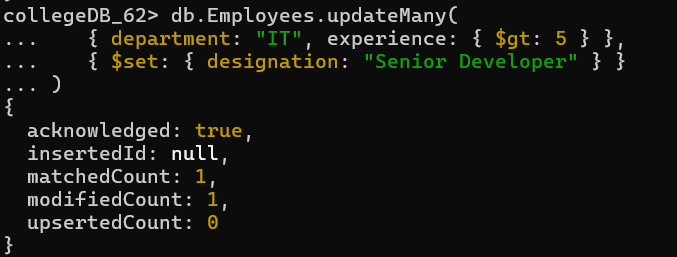 collegeDB_62> db.Employees.updateMany(
...    { department: "IT", experience: { $gt: 5 } },
...    { $set: { designation: "Senior Developer" } }
... )
{
  acknowledged: true,
  insertedId: null,
  matchedCount: 1,
  modifiedCount: 1,
  upsertedCount: 0
}